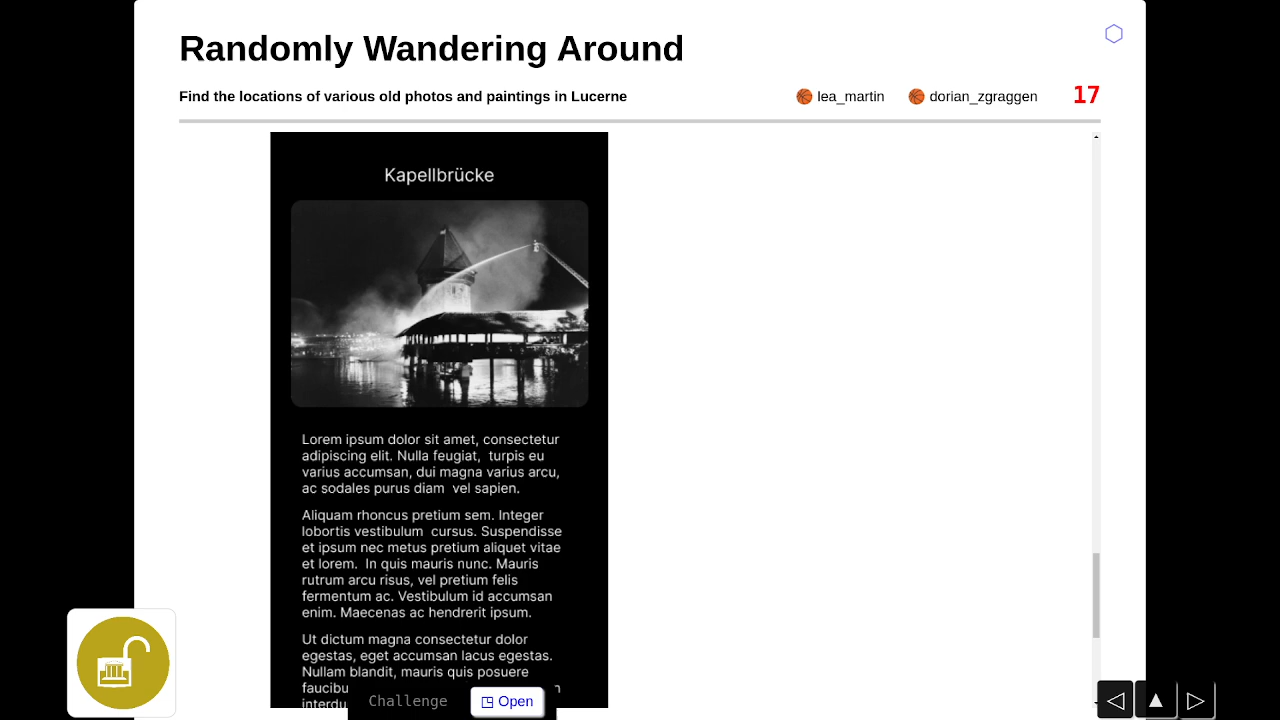 Randomly Wandering Around
Find the locations of various old photos and paintings in Lucerne
lea_martin
dorian_zgraggen
17
Kapellbrücke
Lorem ipsum dolor sit amet, consectetur
adipiscing elit. Nulla feugiat, turpis eu
varius accumsan, dui magna varius arcu,
ac sodales purus diam vel sapien.
Aliquam rhoncus pretium sem. Integer
lobortis vestibulum cursus. Suspendisse
et ipsum nec metus pretium aliquet vitae
et lorem. In quis mauris nunc. Mauris
rutrum arcu risus, vel pretium felis
fermentum ac. Vestibulum id accumsan
enim. Maecenas ac hendrerit ipsum.
Ut dictum magna consectetur dolor
egestas, eget accumsan lacus egestas.
Nullam blandit, mauris quis posuere
Challenge
Open